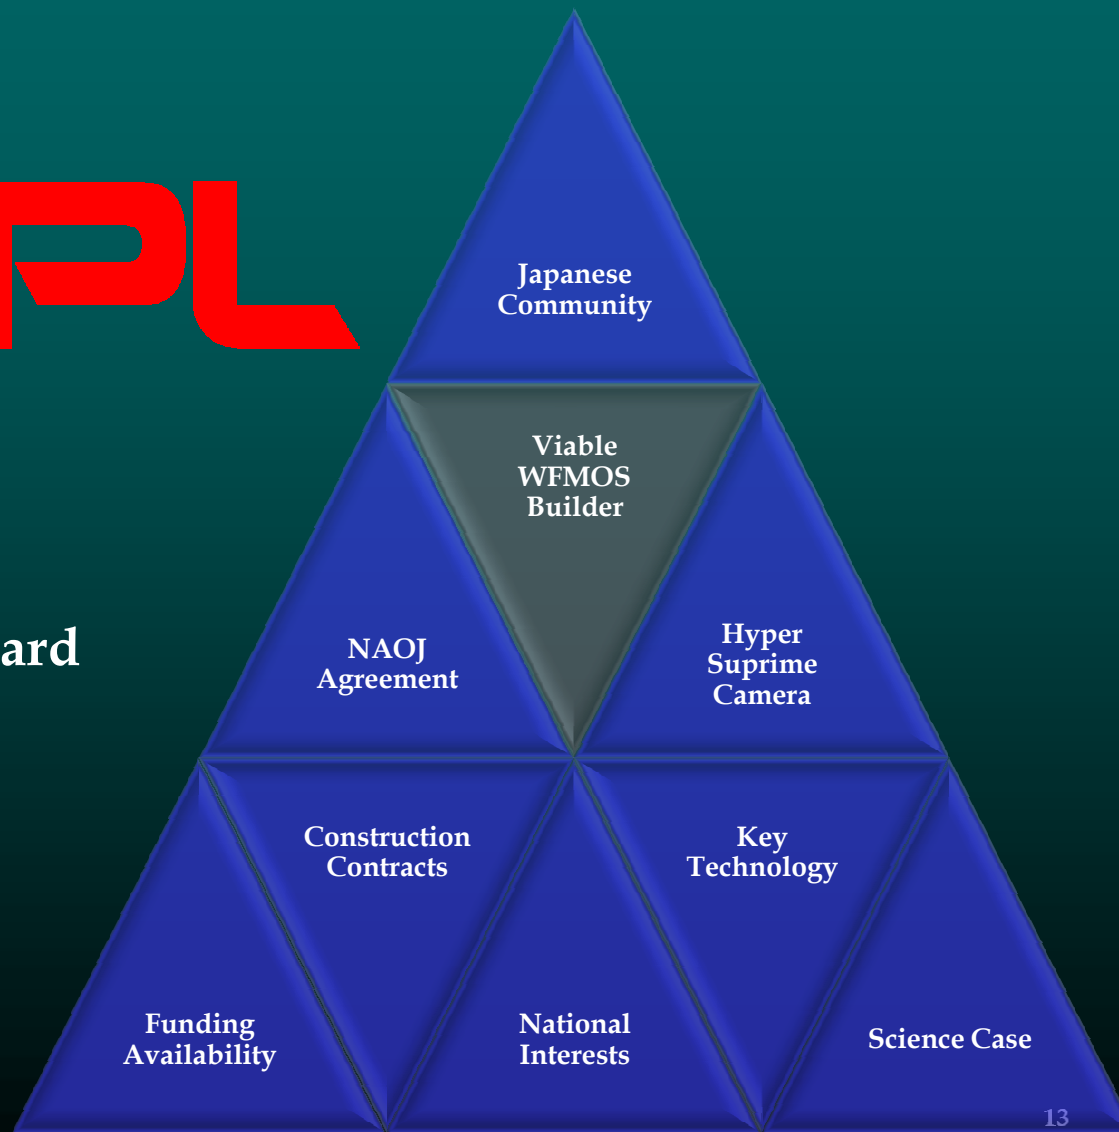 PL
Japanese
Community
Viable
WFMOS
Builder
ard
NAOJ
Agreement
Hyper
Suprime
Camera
Construction
Contracts
Key
Technology
Funding
Availability
National
Interests
Science Case
13